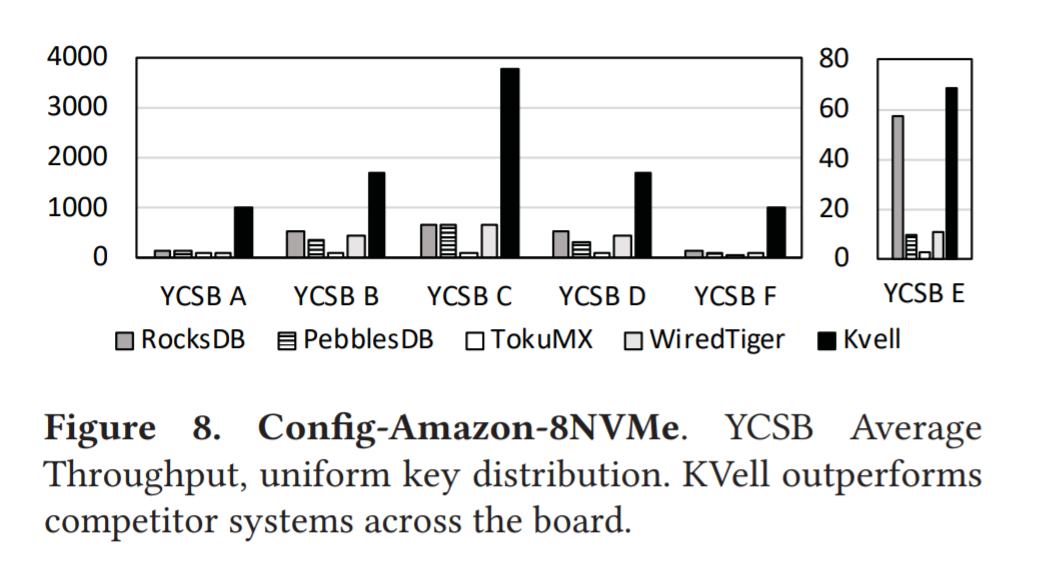 4000
3000
2000
1000
0
YCSB A YCSB B YCSB C YCSB D YCSB F
80
60
40
20
0
YCSB E
RocksDB PebblesDB TokuMX WiredTiger Kvell
Figure 8. Config-Amazon-8NVMe. YCSB Average
Throughput, uniform key distribution. KVell outperforms
competitor systems across the board.